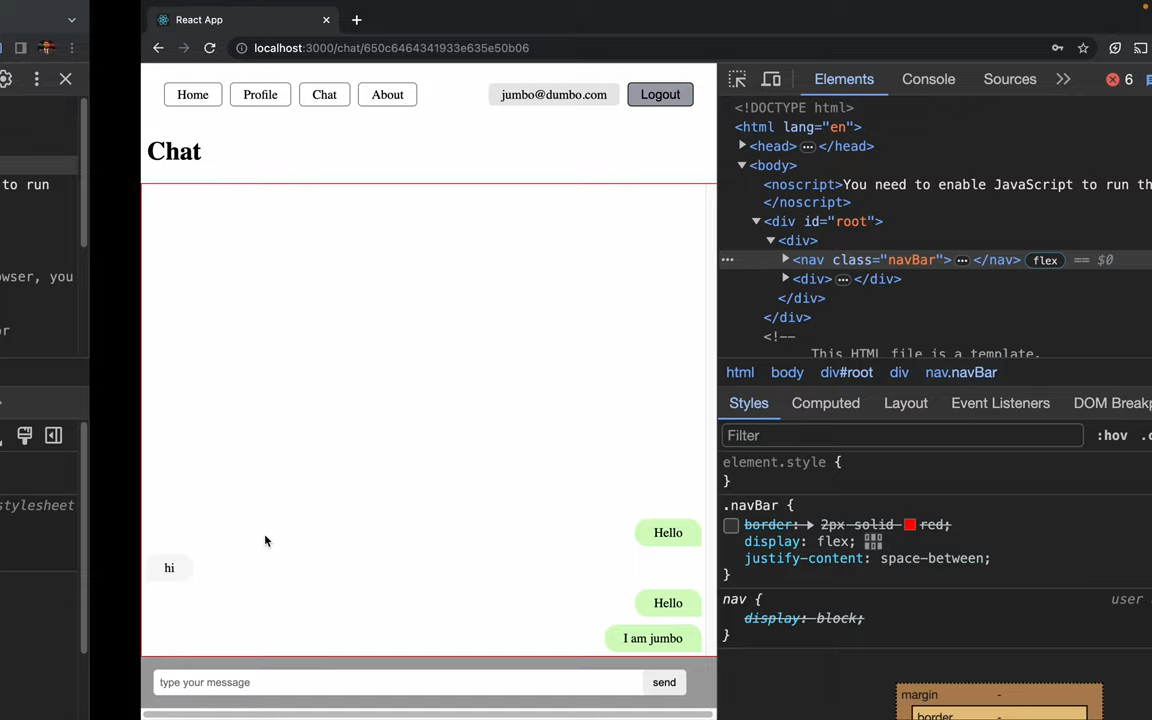 React App
localhost:3000/chat/650c6464341933e635e50b06
Home Profile Chat About jumbo@dumbo.com Logout
Chat
Hello
hi
Hello
I am jumbo
type your message send
to run
owser, you
or
stylesheet
Elements Console Sources 6
<!DOCTYPE html>
<html lang="en">
<head> … </head>
<body>
<noscript>You need to enable JavaScript to run th
</noscript>
<div id="root">
<div>
<nav class="navBar"> … </nav> flex == $0
<div> … </div>
</div>
</div>
<!--
This HTML file is a template.
html body div#root div nav.navBar
Styles Computed Layout Event Listeners DOM Breakp
Filter :hov .c
element.style {
}
.navBar {
border: 2px solid red;
display: flex;
justify-content: space-between;
}
nav { user
display: block;
}
margin -
border -